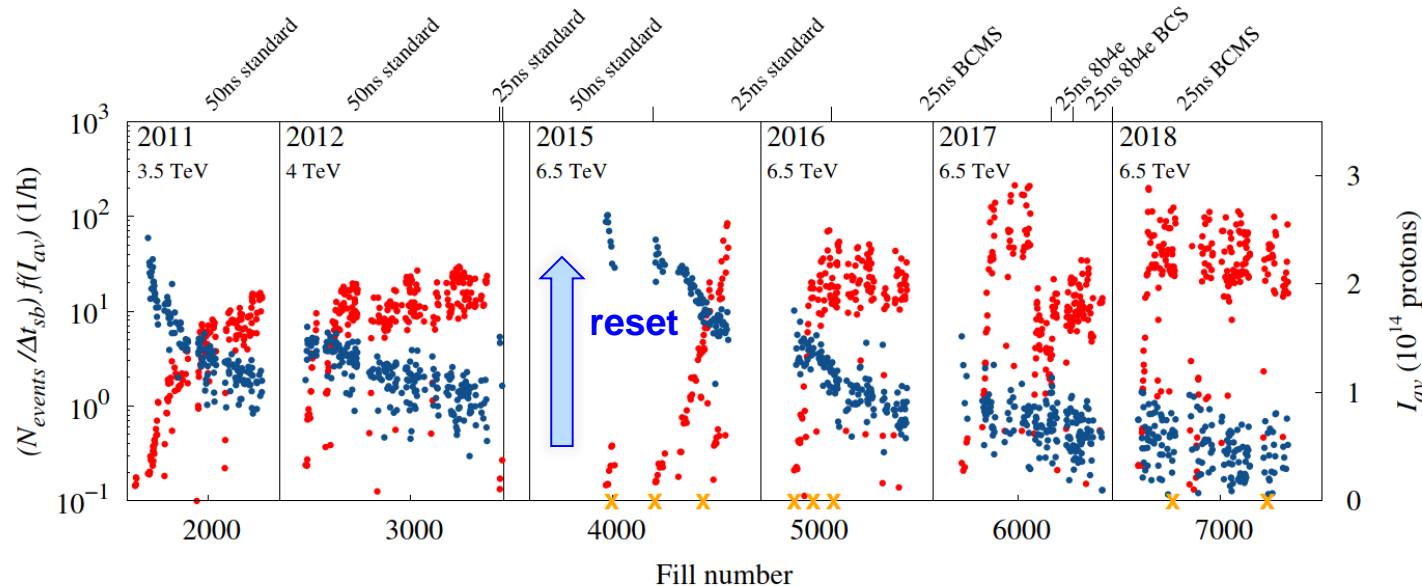 50ns standard
50ns standard
25ns standard
50ns standard
25ns standard
25ns BCMS
25ns 8b4e
25ns 8b4e BCS
25ns BCMS
2011
3.5 TeV
2012
4 TeV
2015
6.5 TeV
2016
6.5 TeV
2017
6.5 TeV
2018
6.5 TeV
10³
10²
10¹
10⁰
10⁻¹
(N_events /Δt_sb) f(I_av) (1/h)
reset
3
2
1
0
I_av (10¹⁴ protons)
x x x x x x x x
2000 3000 4000 5000 6000 7000
Fill number